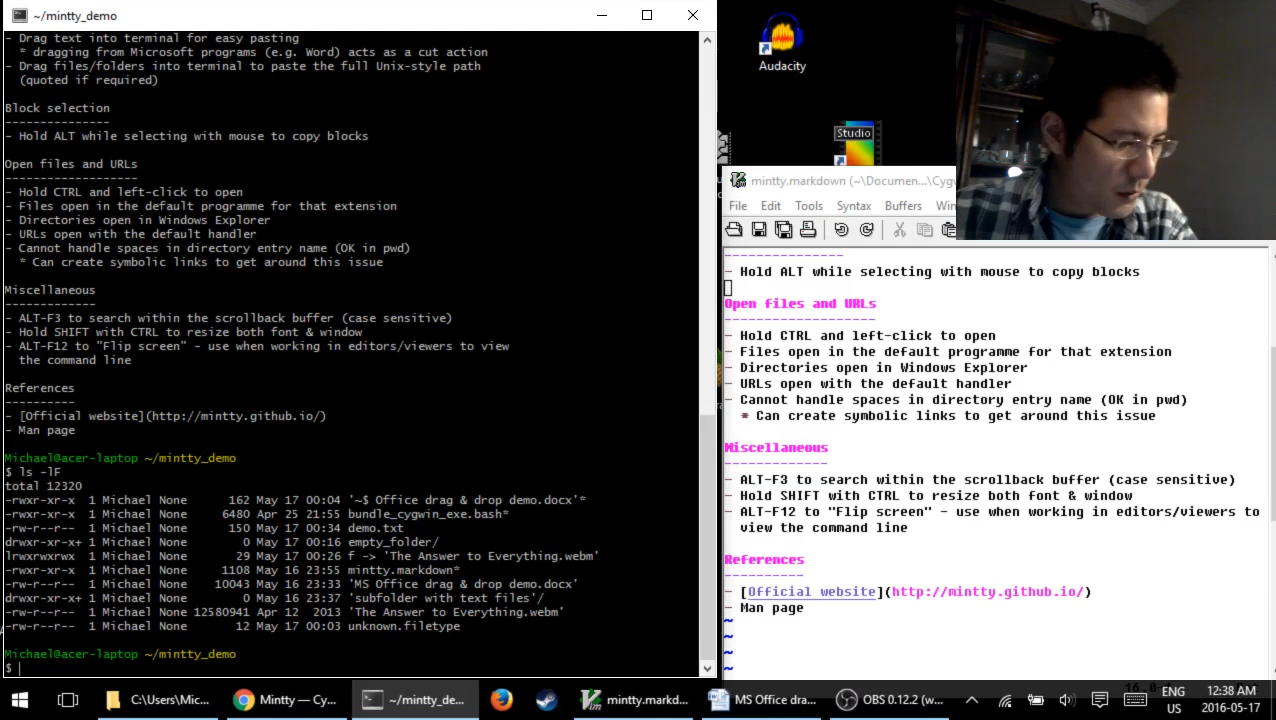 ~/mintty_demo
- Drag text into terminal for easy pasting
* dragging from Microsoft programs (e.g. Word) acts as a cut action
- Drag files/folders into terminal to paste the full Unix-style path
(quoted if required)
Block selection
---------------
- Hold ALT while selecting with mouse to copy blocks
Open files and URLs
-------------------
- Hold CTRL and left-click to open
- Files open in the default programme for that extension
- Directories open in Windows Explorer
- URLs open with the default handler
- Cannot handle spaces in directory entry name (OK in pwd)
* Can create symbolic links to get around this issue
Miscellaneous
-------------
- ALT-F3 to search within the scrollback buffer (case sensitive)
- Hold SHIFT with CTRL to resize both font & window
- ALT-F12 to "Flip screen" - use when working in editors/viewers to view
the command line
References
----------
- [Official website](http://mintty.github.io/)
- Man page
Michael@acer-laptop ~/mintty_demo
$ ls -lF
total 12320
-rwxr-xr-x 1 Michael None 162 May 17 00:04 '~$ Office drag & drop demo.docx'*
-rwxr-xr-x 1 Michael None 6480 Apr 25 21:55 bundle_cygwin_exe.bash*
-rw-r--r-- 1 Michael None 150 May 17 00:34 demo.txt
drwxr-xr-x+ 1 Michael None 0 May 17 00:16 empty_folder/
lrwxrwxrwx 1 Michael None 29 May 17 00:26 f -> 'The Answer to Everything.webm'
-rwxr-xr-x 1 Michael None 1108 May 16 23:55 mintty.markdown*
-rw-r--r-- 1 Michael None 10043 May 16 23:33 'MS Office drag & drop demo.docx'
drwxr-xr-x+ 1 Michael None 0 May 16 23:37 'subfolder with text files'/
-rw-r--r-- 1 Michael None 12580941 Apr 12 2013 'The Answer to Everything.webm'
-rw-r--r-- 1 Michael None 12 May 17 00:03 unknown.filetype
Michael@acer-laptop ~/mintty_demo
$
Audacity
Studio
mintty.markdown (~\Documen...\Cyg
File Edit Tools Syntax Buffers Win
---------------
- Hold ALT while selecting with mouse to copy blocks
Open files and URLs
-------------------
- Hold CTRL and left-click to open
- Files open in the default programme for that extension
- Directories open in Windows Explorer
- URLs open with the default handler
- Cannot handle spaces in directory entry name (OK in pwd)
* Can create symbolic links to get around this issue
Miscellaneous
-------------
- ALT-F3 to search within the scrollback buffer (case sensitive)
- Hold SHIFT with CTRL to resize both font & window
- ALT-F12 to "Flip screen" - use when working in editors/viewers to
view the command line
References
----------
- [Official website](http://mintty.github.io/)
- Man page
~
~
~
~
C:\Users\Mic...
Mintty — Cy...
~/mintty_de...
mintty.markd...
MS Office dra...
OBS 0.12.2 (w...
ENG
US
12:38 AM
2016-05-17